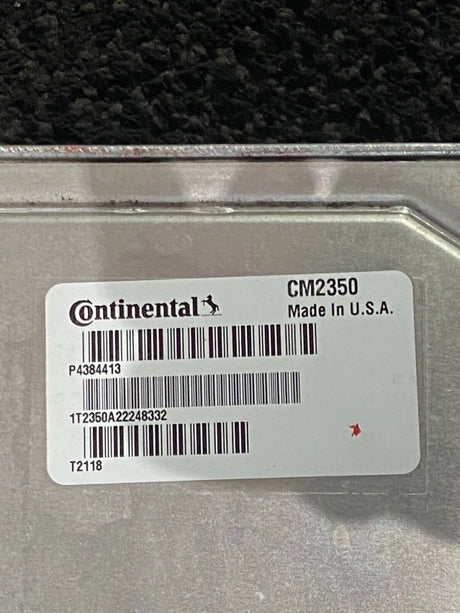 Continental
CM2350
Made In U.S.A.
P4384413
1T2350A22248332
T2118